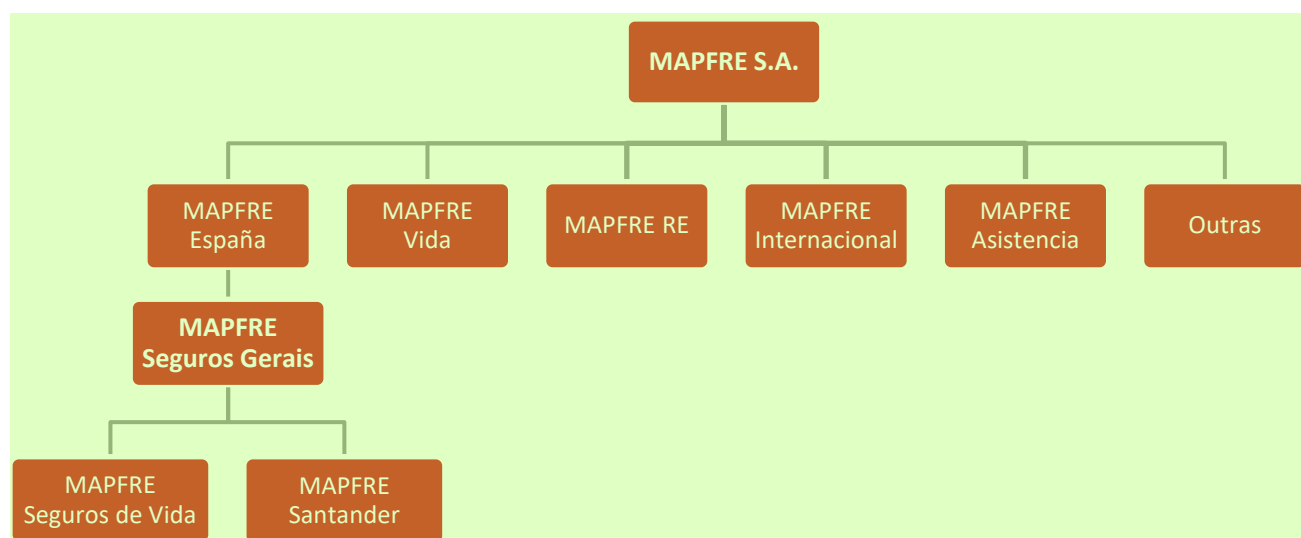 MAPFRE S.A.
MAPFRE
España
MAPFRE
Vida
MAPFRE RE
MAPFRE
Internacional
MAPFRE
Asistencia
Outras
MAPFRE
Seguros Gerais
MAPFRE
Seguros de Vida
MAPFRE
Santander